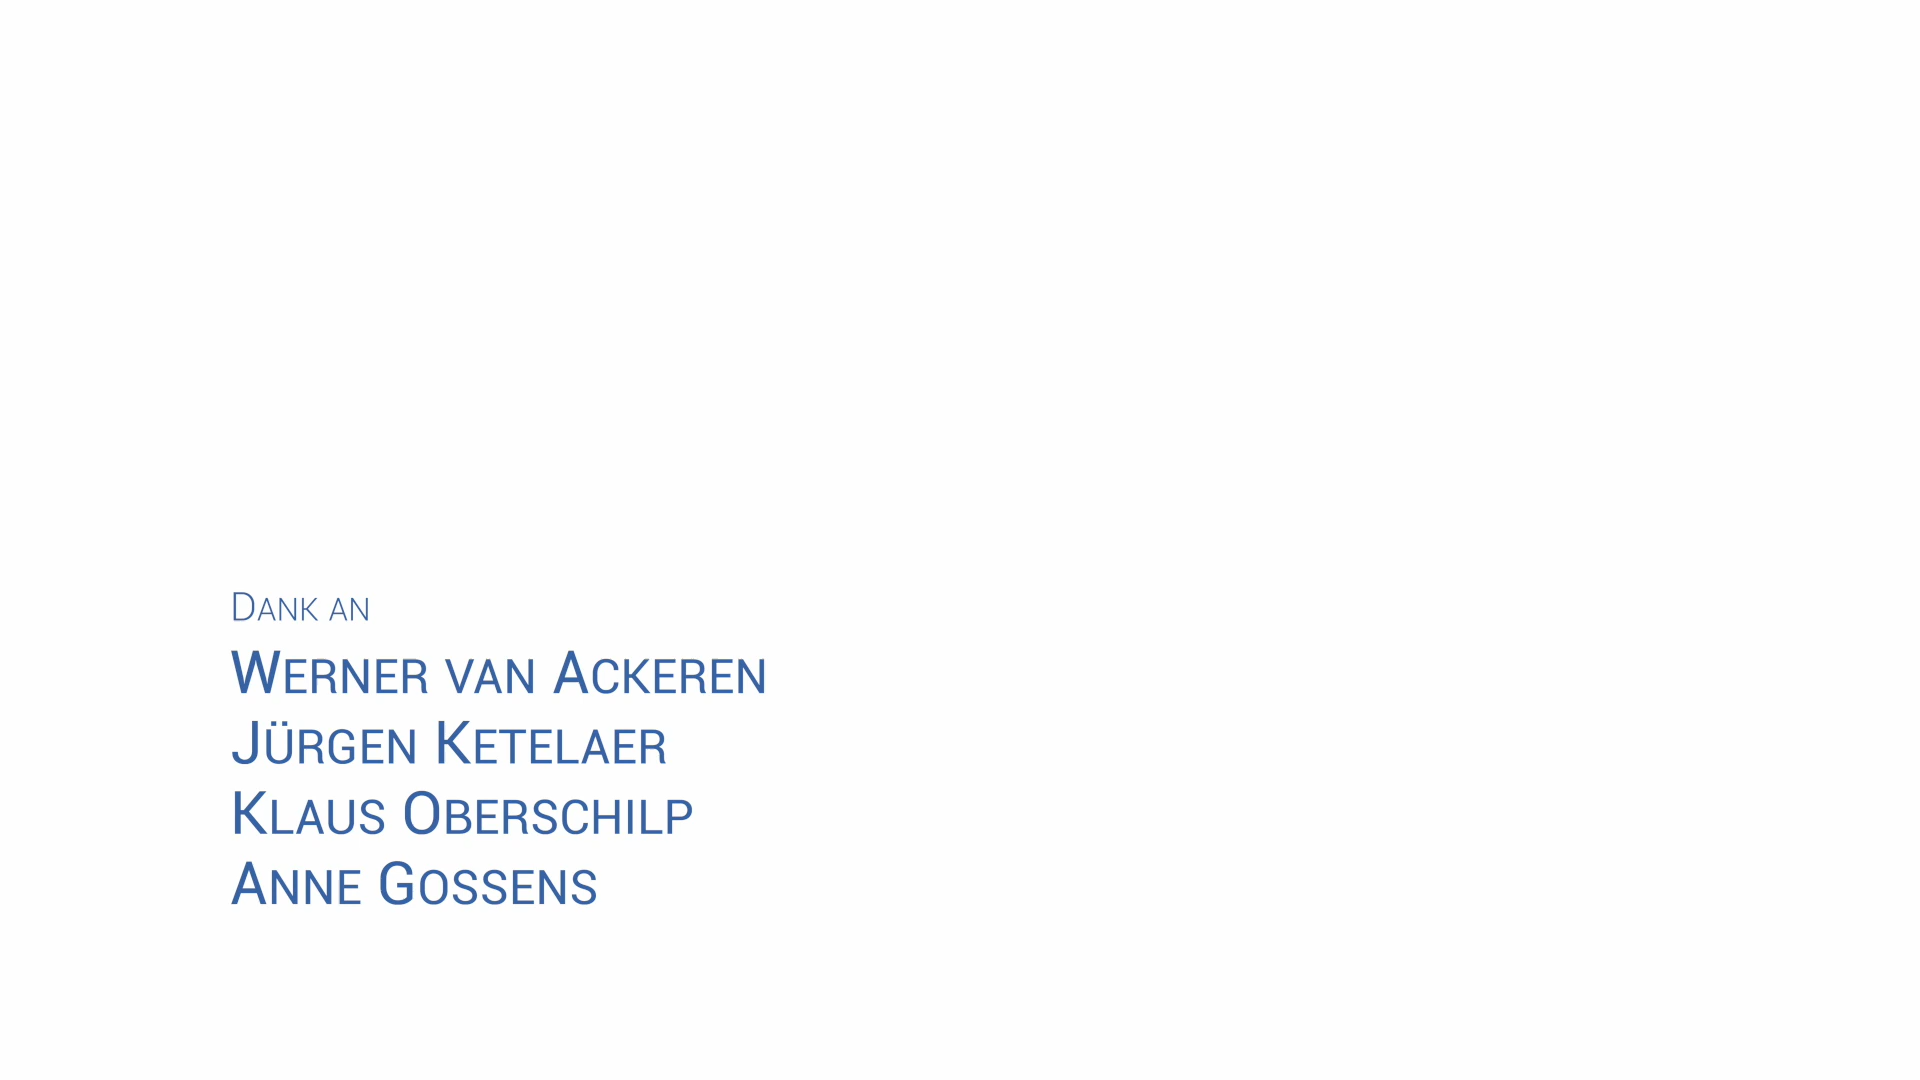 Dank an
Werner van Ackeren
Jürgen Ketelaer
Klaus Oberschilp
Anne Gossens